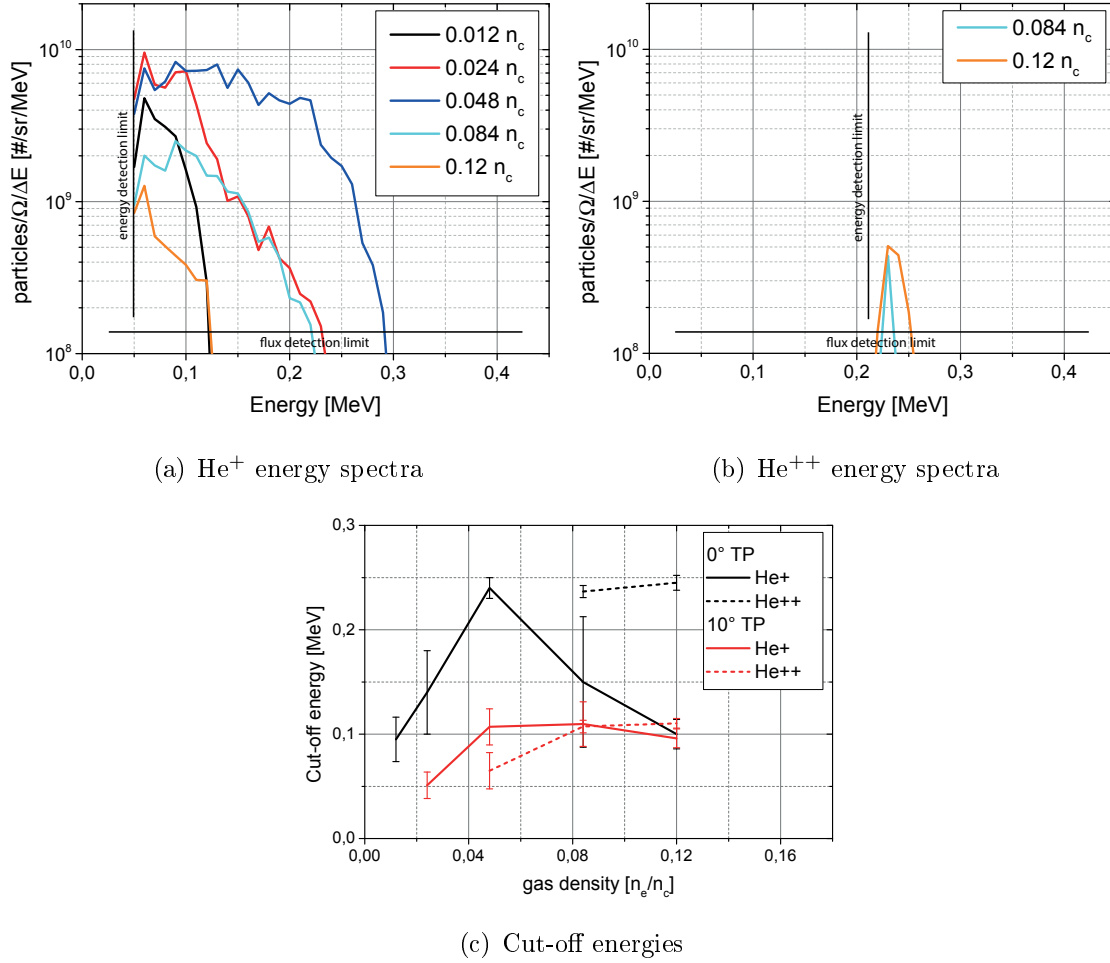 0.012 n_c
0.024 n_c
0.048 n_c
0.084 n_c
0.12 n_c
10^10
10^9
10^8
particles/Ω/ΔE [#/sr/MeV]
energy detection limit
flux detection limit
0,0 0,1 0,2 0,3 0,4
Energy [MeV]
(a) He^+ energy spectra
0.084 n_c
0.12 n_c
10^10
10^9
10^8
particles/Ω/ΔE [#/sr/MeV]
energy detection limit
flux detection limit
0,0 0,1 0,2 0,3 0,4
Energy [MeV]
(b) He^++ energy spectra
0,3
0,2
0,1
0,0
Cut-off energy [MeV]
0° TP
He+
He++
10° TP
He+
He++
0,00 0,04 0,08 0,12 0,16
gas density [n_e/n_c]
(c) Cut-off energies